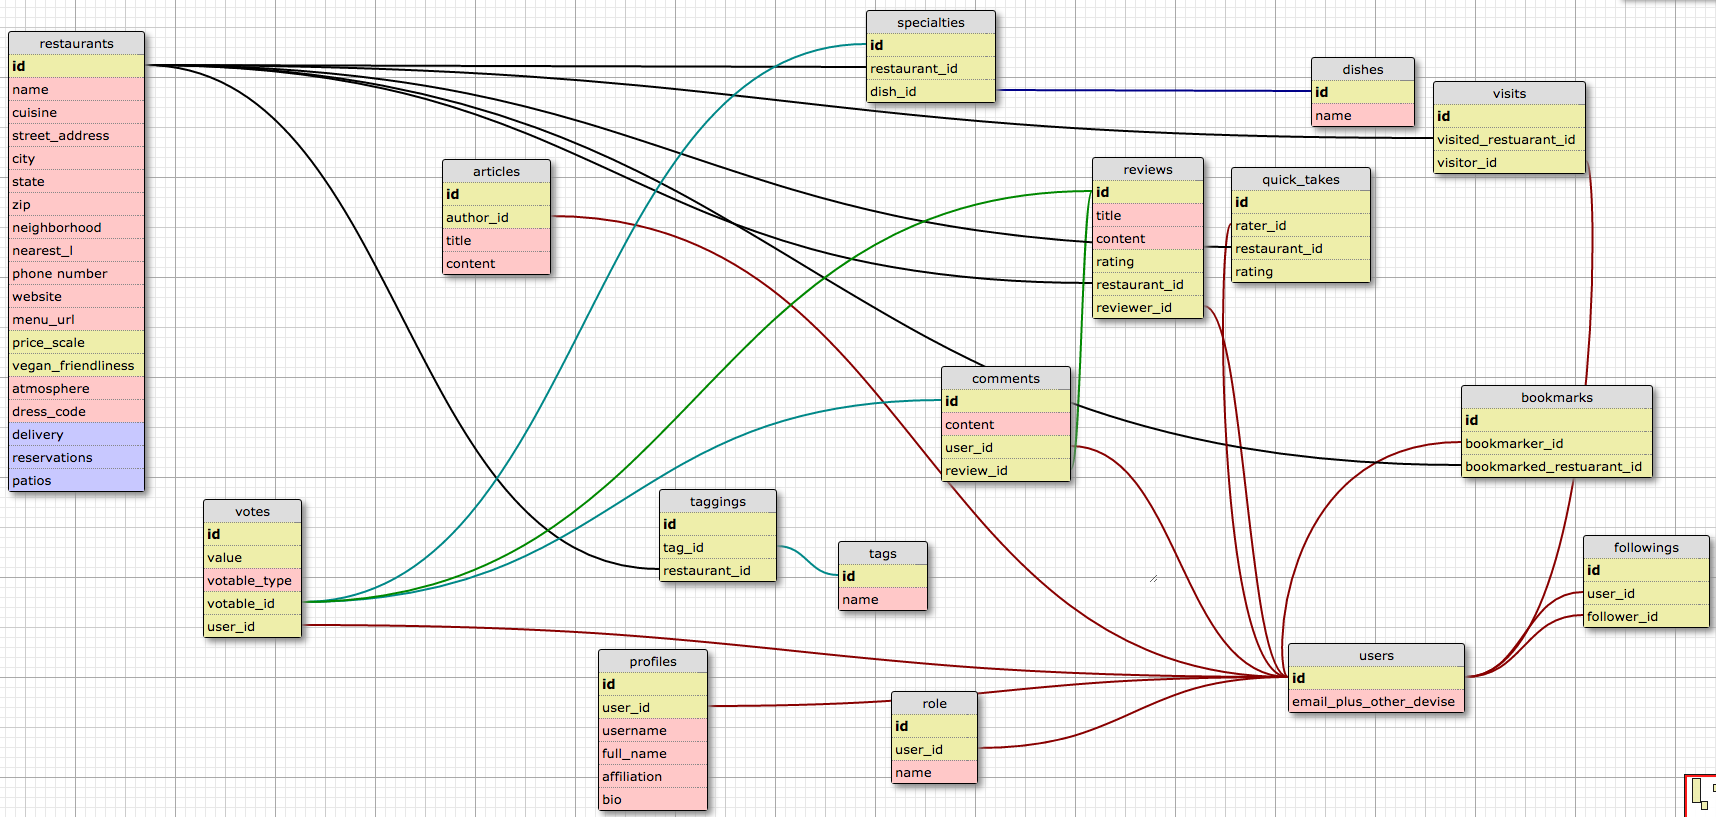 restaurants
id
name
cuisine
street_address
city
state
zip
neighborhood
nearest_l
phone number
website
menu_url
price_scale
vegan_friendliness
atmosphere
dress_code
delivery
reservations
patios
specialties
id
restaurant_id
dish_id
dishes
id
name
visits
id
visited_restuarant_id
visitor_id
articles
id
author_id
title
content
reviews
id
title
content
rating
restaurant_id
reviewer_id
quick_takes
id
rater_id
restaurant_id
rating
comments
id
content
user_id
review_id
bookmarks
id
bookmarker_id
bookmarked_restuarant_id
votes
id
value
votable_type
votable_id
user_id
taggings
id
tag_id
restaurant_id
tags
id
name
followings
id
user_id
follower_id
profiles
id
user_id
username
full_name
affiliation
bio
role
id
user_id
name
users
id
email_plus_other_devise